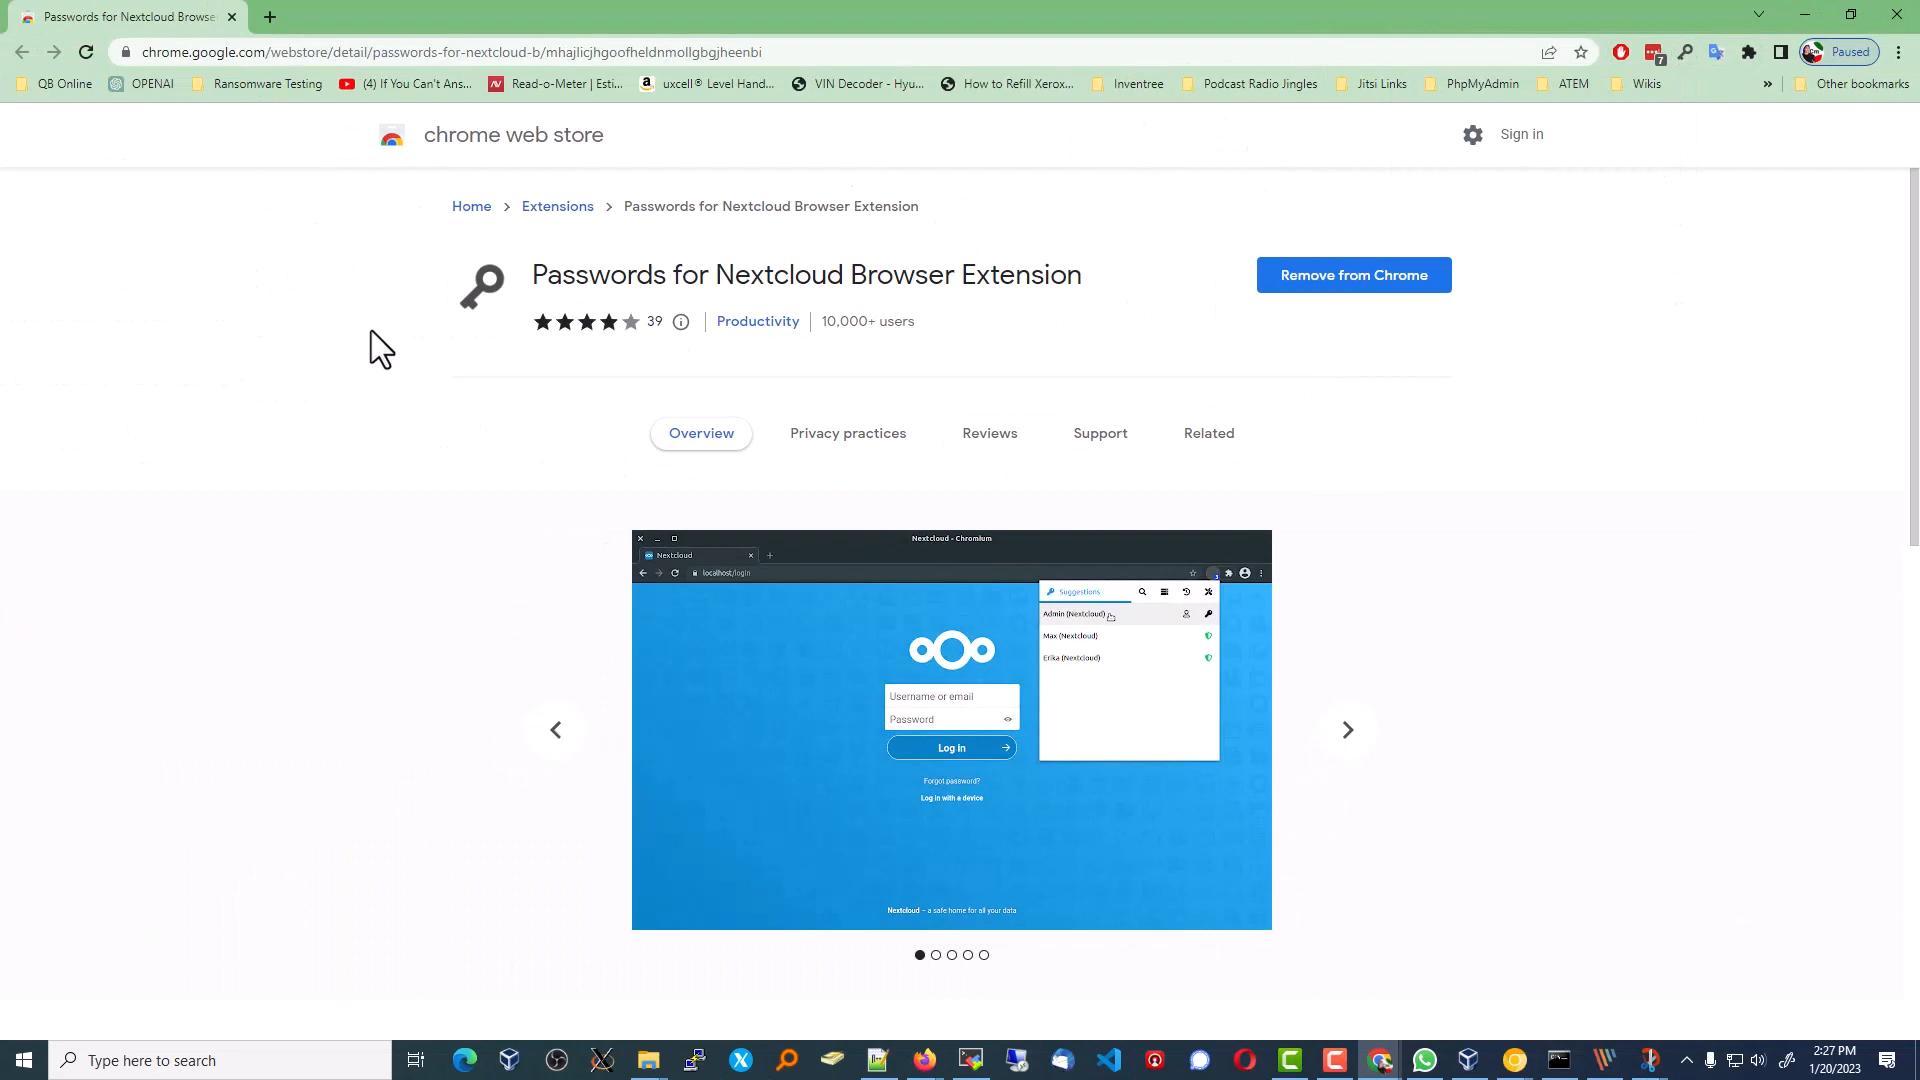 Passwords for Nextcloud Browse
chrome.google.com/webstore/detail/passwords-for-nextcloud-b/mhajlicjhgoofheldnmollgbgjheenbi
7
Paused
QB Online
OPENAI
Ransomware Testing
(4) If You Can't Ans...
Read-o-Meter | Esti...
uxcell® Level Hand...
VIN Decoder - Hyu...
How to Refill Xerox...
Inventree
Podcast Radio Jingles
Jitsi Links
PhpMyAdmin
ATEM
Wikis
»
Other bookmarks
chrome web store
Sign in
Home > Extensions > Passwords for Nextcloud Browser Extension
Passwords for Nextcloud Browser Extension
Remove from Chrome
39
Productivity
10,000+ users
Overview
Privacy practices
Reviews
Support
Related
Nextcloud - Chromium
Nextcloud
localhost/login
Suggestions
Admin (Nextcloud)
Max (Nextcloud)
Erika (Nextcloud)
Username or email
Password
Log in
Forgot password?
Log in with a device
Nextcloud – a safe home for all your data
Type here to search
2:27 PM
1/20/2023